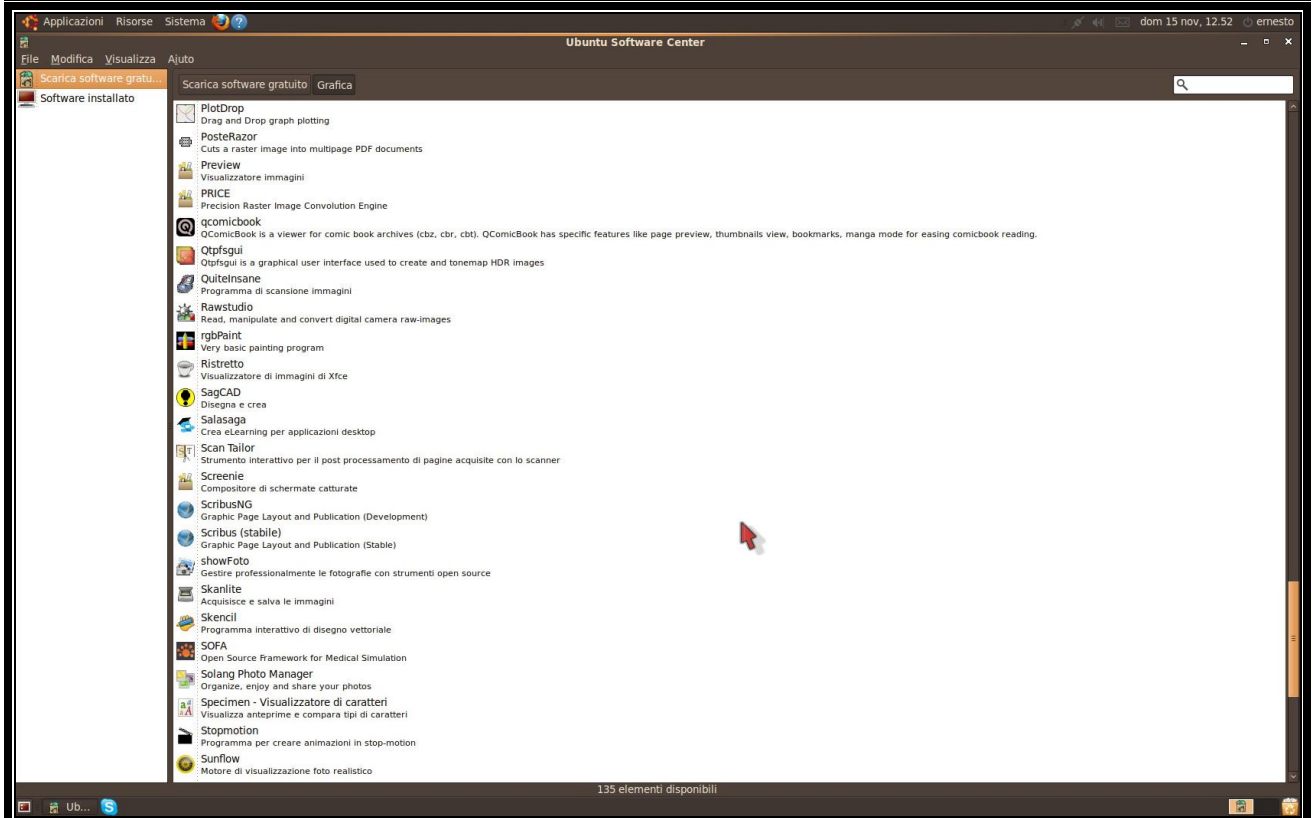 Applicazioni Risorse Sistema dom 15 nov, 12.52 ernesto
Ubuntu Software Center
File Modifica Visualizza Aiuto
Scarica software gratu...
Software installato
Scarica software gratuito Grafica
PlotDrop
Drag and Drop graph plotting
PosteRazor
Cuts a raster image into multipage PDF documents
Preview
Visualizzatore immagini
PRICE
Precision Raster Image Convolution Engine
qcomicbook
QComicBook is a viewer for comic book archives (cbz, cbr, cbt). QComicBook has specific features like page preview, thumbnails view, bookmarks, manga mode for easing comicbook reading.
Qtpfsgui
Qtpfsgui is a graphical user interface used to create and tonemap HDR images
QuiteInsane
Programma di scansione immagini
Rawstudio
Read, manipulate and convert digital camera raw-images
rgbPaint
Very basic painting program
Ristretto
Visualizzatore di immagini di Xfce
SagCAD
Disegna e crea
Salasaga
Crea eLearning per applicazioni desktop
Scan Tailor
Strumento interattivo per il post processamento di pagine acquisite con lo scanner
Screenie
Compositore di schermate catturate
ScribusNG
Graphic Page Layout and Publication (Development)
Scribus (stabile)
Graphic Page Layout and Publication (Stable)
showFoto
Gestire professionalmente le fotografie con strumenti open source
Skanlite
Acquisisce e salva le immagini
Skencil
Programma interattivo di disegno vettoriale
SOFA
Open Source Framework for Medical Simulation
Solang Photo Manager
Organize, enjoy and share your photos
Specimen - Visualizzatore di caratteri
Visualizza anteprime e compara tipi di caratteri
Stopmotion
Programma per creare animazioni in stop-motion
Sunflow
Motore di visualizzazione foto realistico
135 elementi disponibili
Ub...